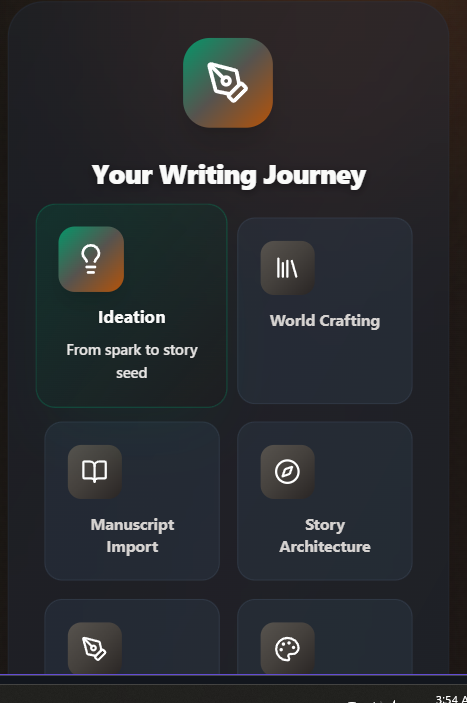 Your Writing Journey
Ideation
From spark to story
seed
World Crafting
Manuscript
Import
Story
Architecture
3:54 A